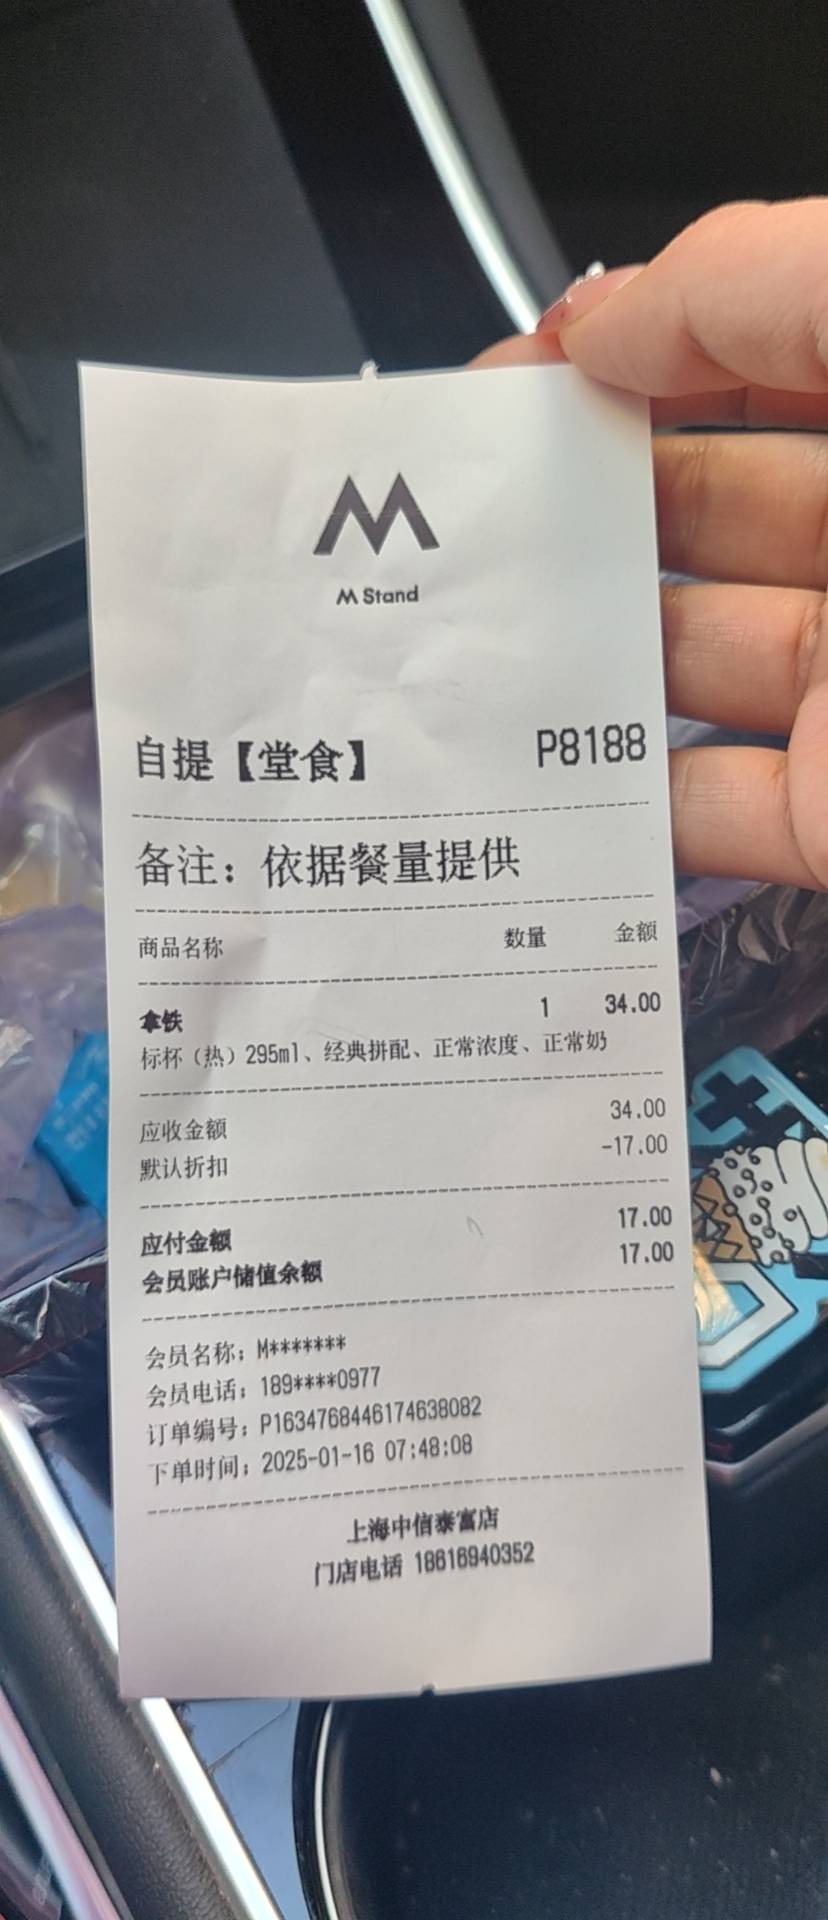 M Stand
自提【堂食】 P8188
备注：依据餐量提供
商品名称 数量 金额
拿铁 1 34.00
标杯（热）295ml、经典拼配、正常浓度、正常奶
应收金额 34.00
默认折扣 -17.00
应付金额 17.00
会员账户储值余额 17.00
会员名称：M*******
会员电话：189****0977
订单编号：P1634768446174638082
下单时间：2025-01-16 07:48:08
上海中信泰富店
门店电话 18616940352